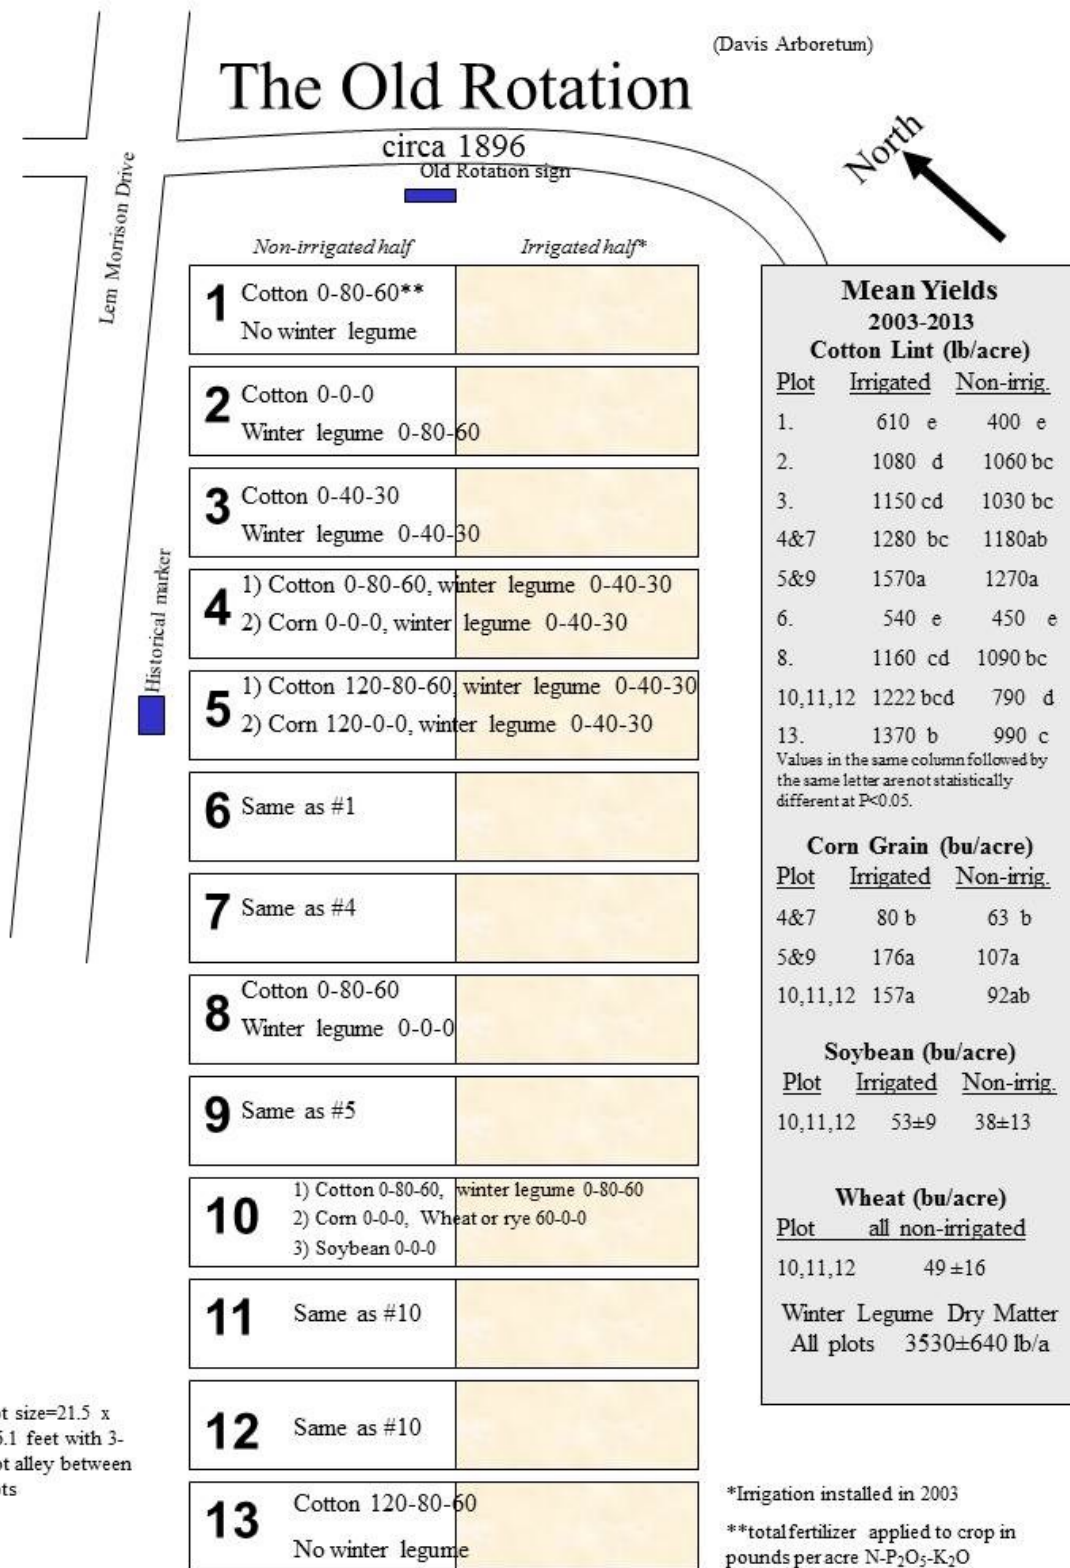 (Davis Arboretum)
The Old Rotation
circa 1896
Old Rotation sign
North
Lem Morrison Drive
Historical marker
Non-irrigated half Irrigated half*
1 Cotton 0-80-60**
No winter legume
2 Cotton 0-0-0
Winter legume 0-80-60
3 Cotton 0-40-30
Winter legume 0-40-30
4 1) Cotton 0-80-60, winter legume 0-40-30
2) Corn 0-0-0, winter legume 0-40-30
5 1) Cotton 120-80-60, winter legume 0-40-30
2) Corn 120-0-0, winter legume 0-40-30
6 Same as #1
7 Same as #4
8 Cotton 0-80-60
Winter legume 0-0-0
9 Same as #5
10 1) Cotton 0-80-60, winter legume 0-80-60
2) Corn 0-0-0, Wheat or rye 60-0-0
3) Soybean 0-0-0
11 Same as #10
12 Same as #10
13 Cotton 120-80-60
No winter legume
Mean Yields
2003-2013
Cotton Lint (lb/acre)
Plot Irrigated Non-irrig.
1. 610 e 400 e
2. 1080 d 1060 bc
3. 1150 cd 1030 bc
4&7 1280 bc 1180ab
5&9 1570a 1270a
6. 540 e 450 e
8. 1160 cd 1090 bc
10,11,12 1222 bcd 790 d
13. 1370 b 990 c
Values in the same column followed by
the same letter are not statistically
different at P<0.05.
Corn Grain (bu/acre)
Plot Irrigated Non-irrig.
4&7 80 b 63 b
5&9 176a 107a
10,11,12 157a 92ab
Soybean (bu/acre)
Plot Irrigated Non-irrig.
10,11,12 53±9 38±13
Wheat (bu/acre)
Plot all non-irrigated
10,11,12 49 ±16
Winter Legume Dry Matter
All plots 3530±640 lb/a
size=21.5 x
feet with 3-
alley between
*Irrigation installed in 2003
**total fertilizer applied to crop in
pounds per acre N-P₂O₅-K₂O